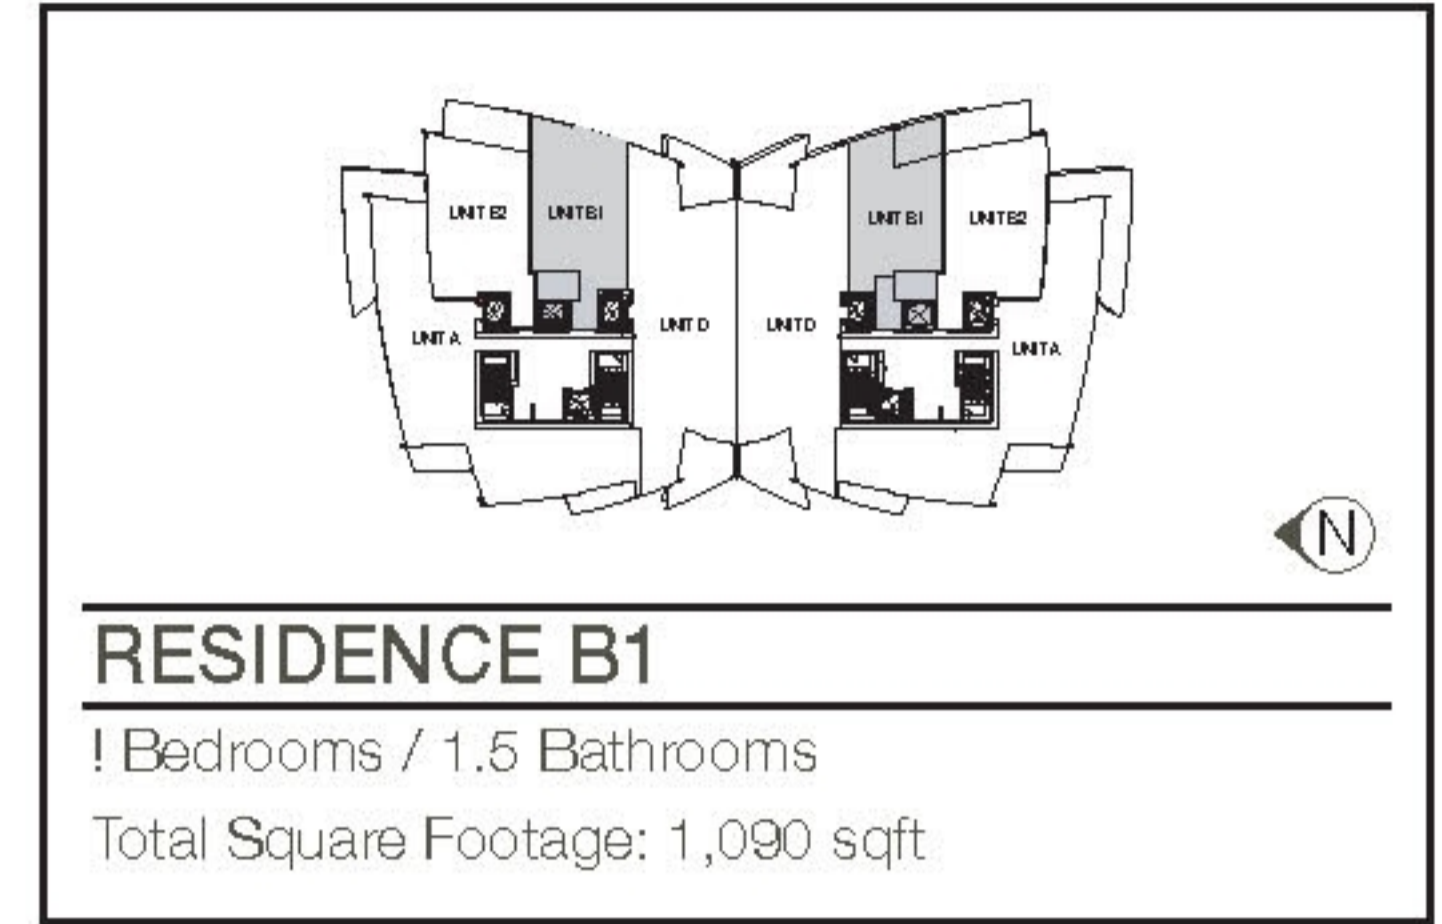 UNIT B2 UNIT B1 UNIT B1 UNIT B2
UNIT A UNIT D UNIT D UNIT A
N
RESIDENCE B1
! Bedrooms / 1.5 Bathrooms
Total Square Footage: 1,090 sqft